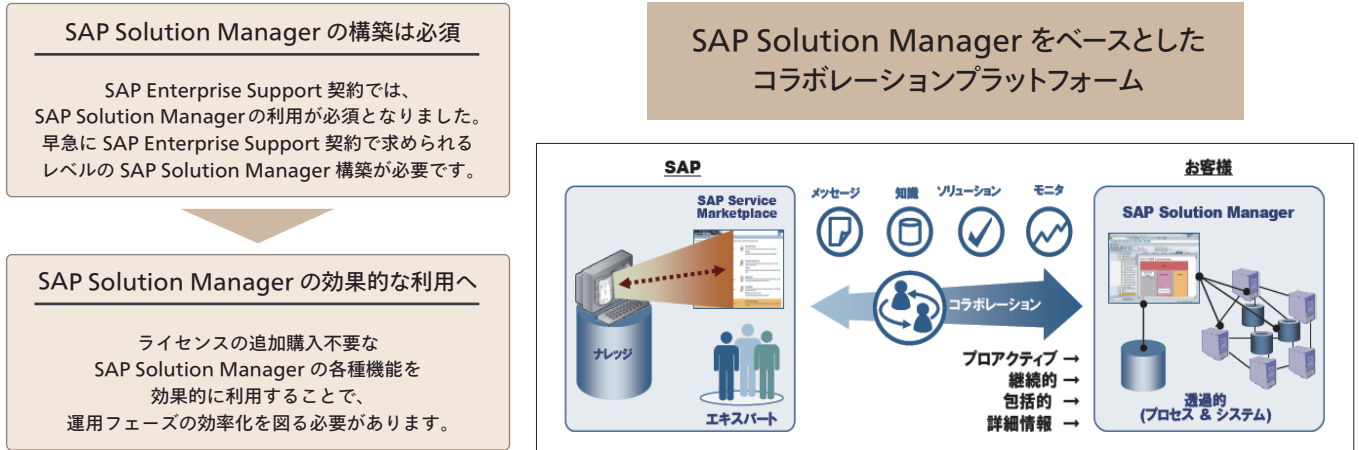 SAP Solution Manager の構築は必須
SAP Enterprise Support 契約では、
SAP Solution Managerの利用が必須となりました。
早急に SAP Enterprise Support 契約で求められる
レベルの SAP Solution Manager 構築が必要です。
SAP Solution Manager の効果的な利用へ
ライセンスの追加購入不要な
SAP Solution Manager の各種機能を
効果的に利用することで、
運用フェーズの効率化を図る必要があります。
SAP Solution Manager をベースとした
コラボレーションプラットフォーム
SAP
SAP Service
Marketplace
ナレッジ
エキスパート
メッセージ
知識
ソリューション
モニタ
コラボレーション
プロアクティブ →
継続的 →
包括的 →
詳細情報 →
お客様
SAP Solution Manager
透過的
(プロセス & システム)